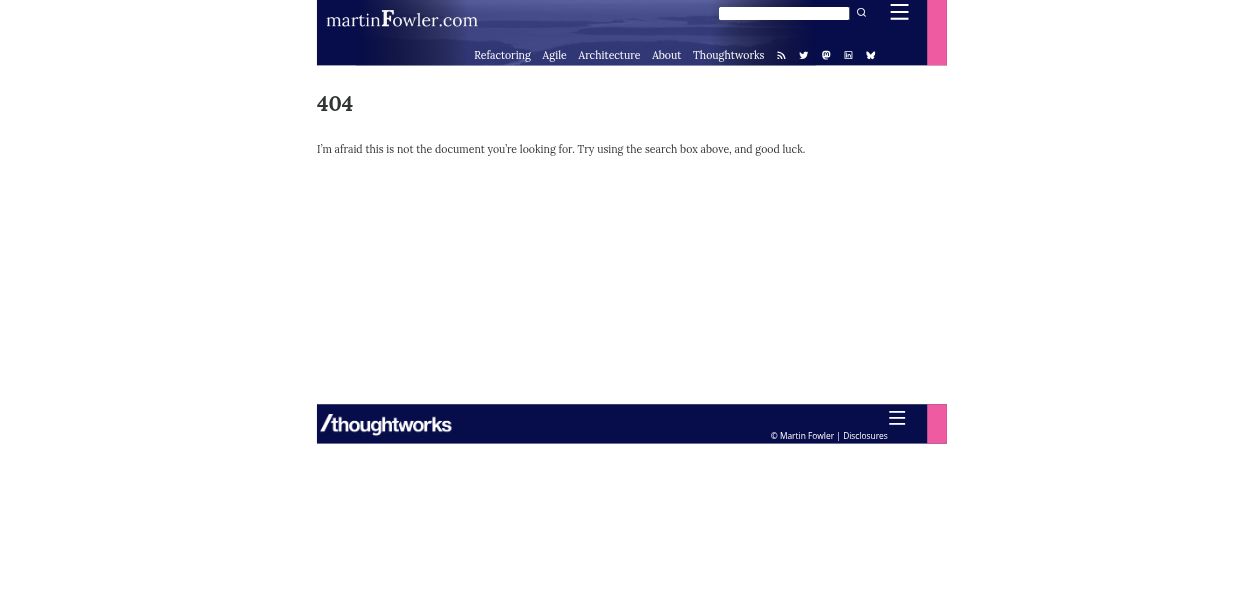 martinFowler.com
Refactoring Agile Architecture About Thoughtworks
404
I'm afraid this is not the document you're looking for. Try using the search box above, and good luck.
/thoughtworks
© Martin Fowler | Disclosures